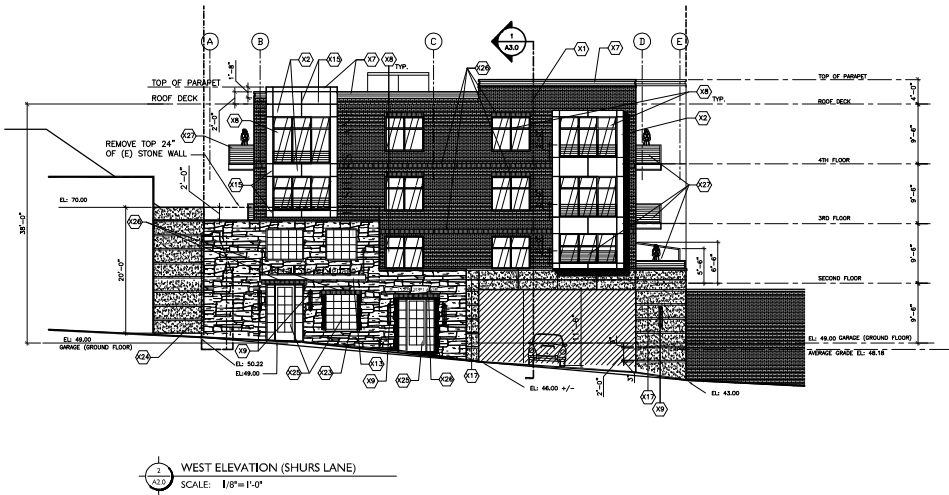 A
B
C
1
A3.0
D
E
X2
X15
X7
X8
TYP.
X26
X1
X7
TOP OF PARAPET
1'-8"
ROOF DECK
2'-0"
TOP OF PARAPET
4'-0"
ROOF DECK
X8
TYP.
X2
X8
X27
REMOVE TOP 24"
OF (E) STONE WALL
9'-6"
4TH FLOOR
X15
X27
2'-0"
EL: 70.00
X26
38'-0"
20'-0"
9'-6"
3RD FLOOR
5'-6"
6'-6"
9'-6"
SECOND FLOOR
9'-6"
EL: 49.00
GARAGE (GROUND FLOOR)
EL: 49.00 GARAGE (GROUND FLOOR)
AVERAGE GRADE EL: 48.18
X24
X9
EL: 50.22
EL:49.00
X25
X23
X13
X9
X25
X26
X17
EL: 46.00 +/-
2'-0"
X17
X9
EL: 43.00
2
A2.0
WEST ELEVATION (SHURS LANE)
SCALE: 1/8"=1'-0"